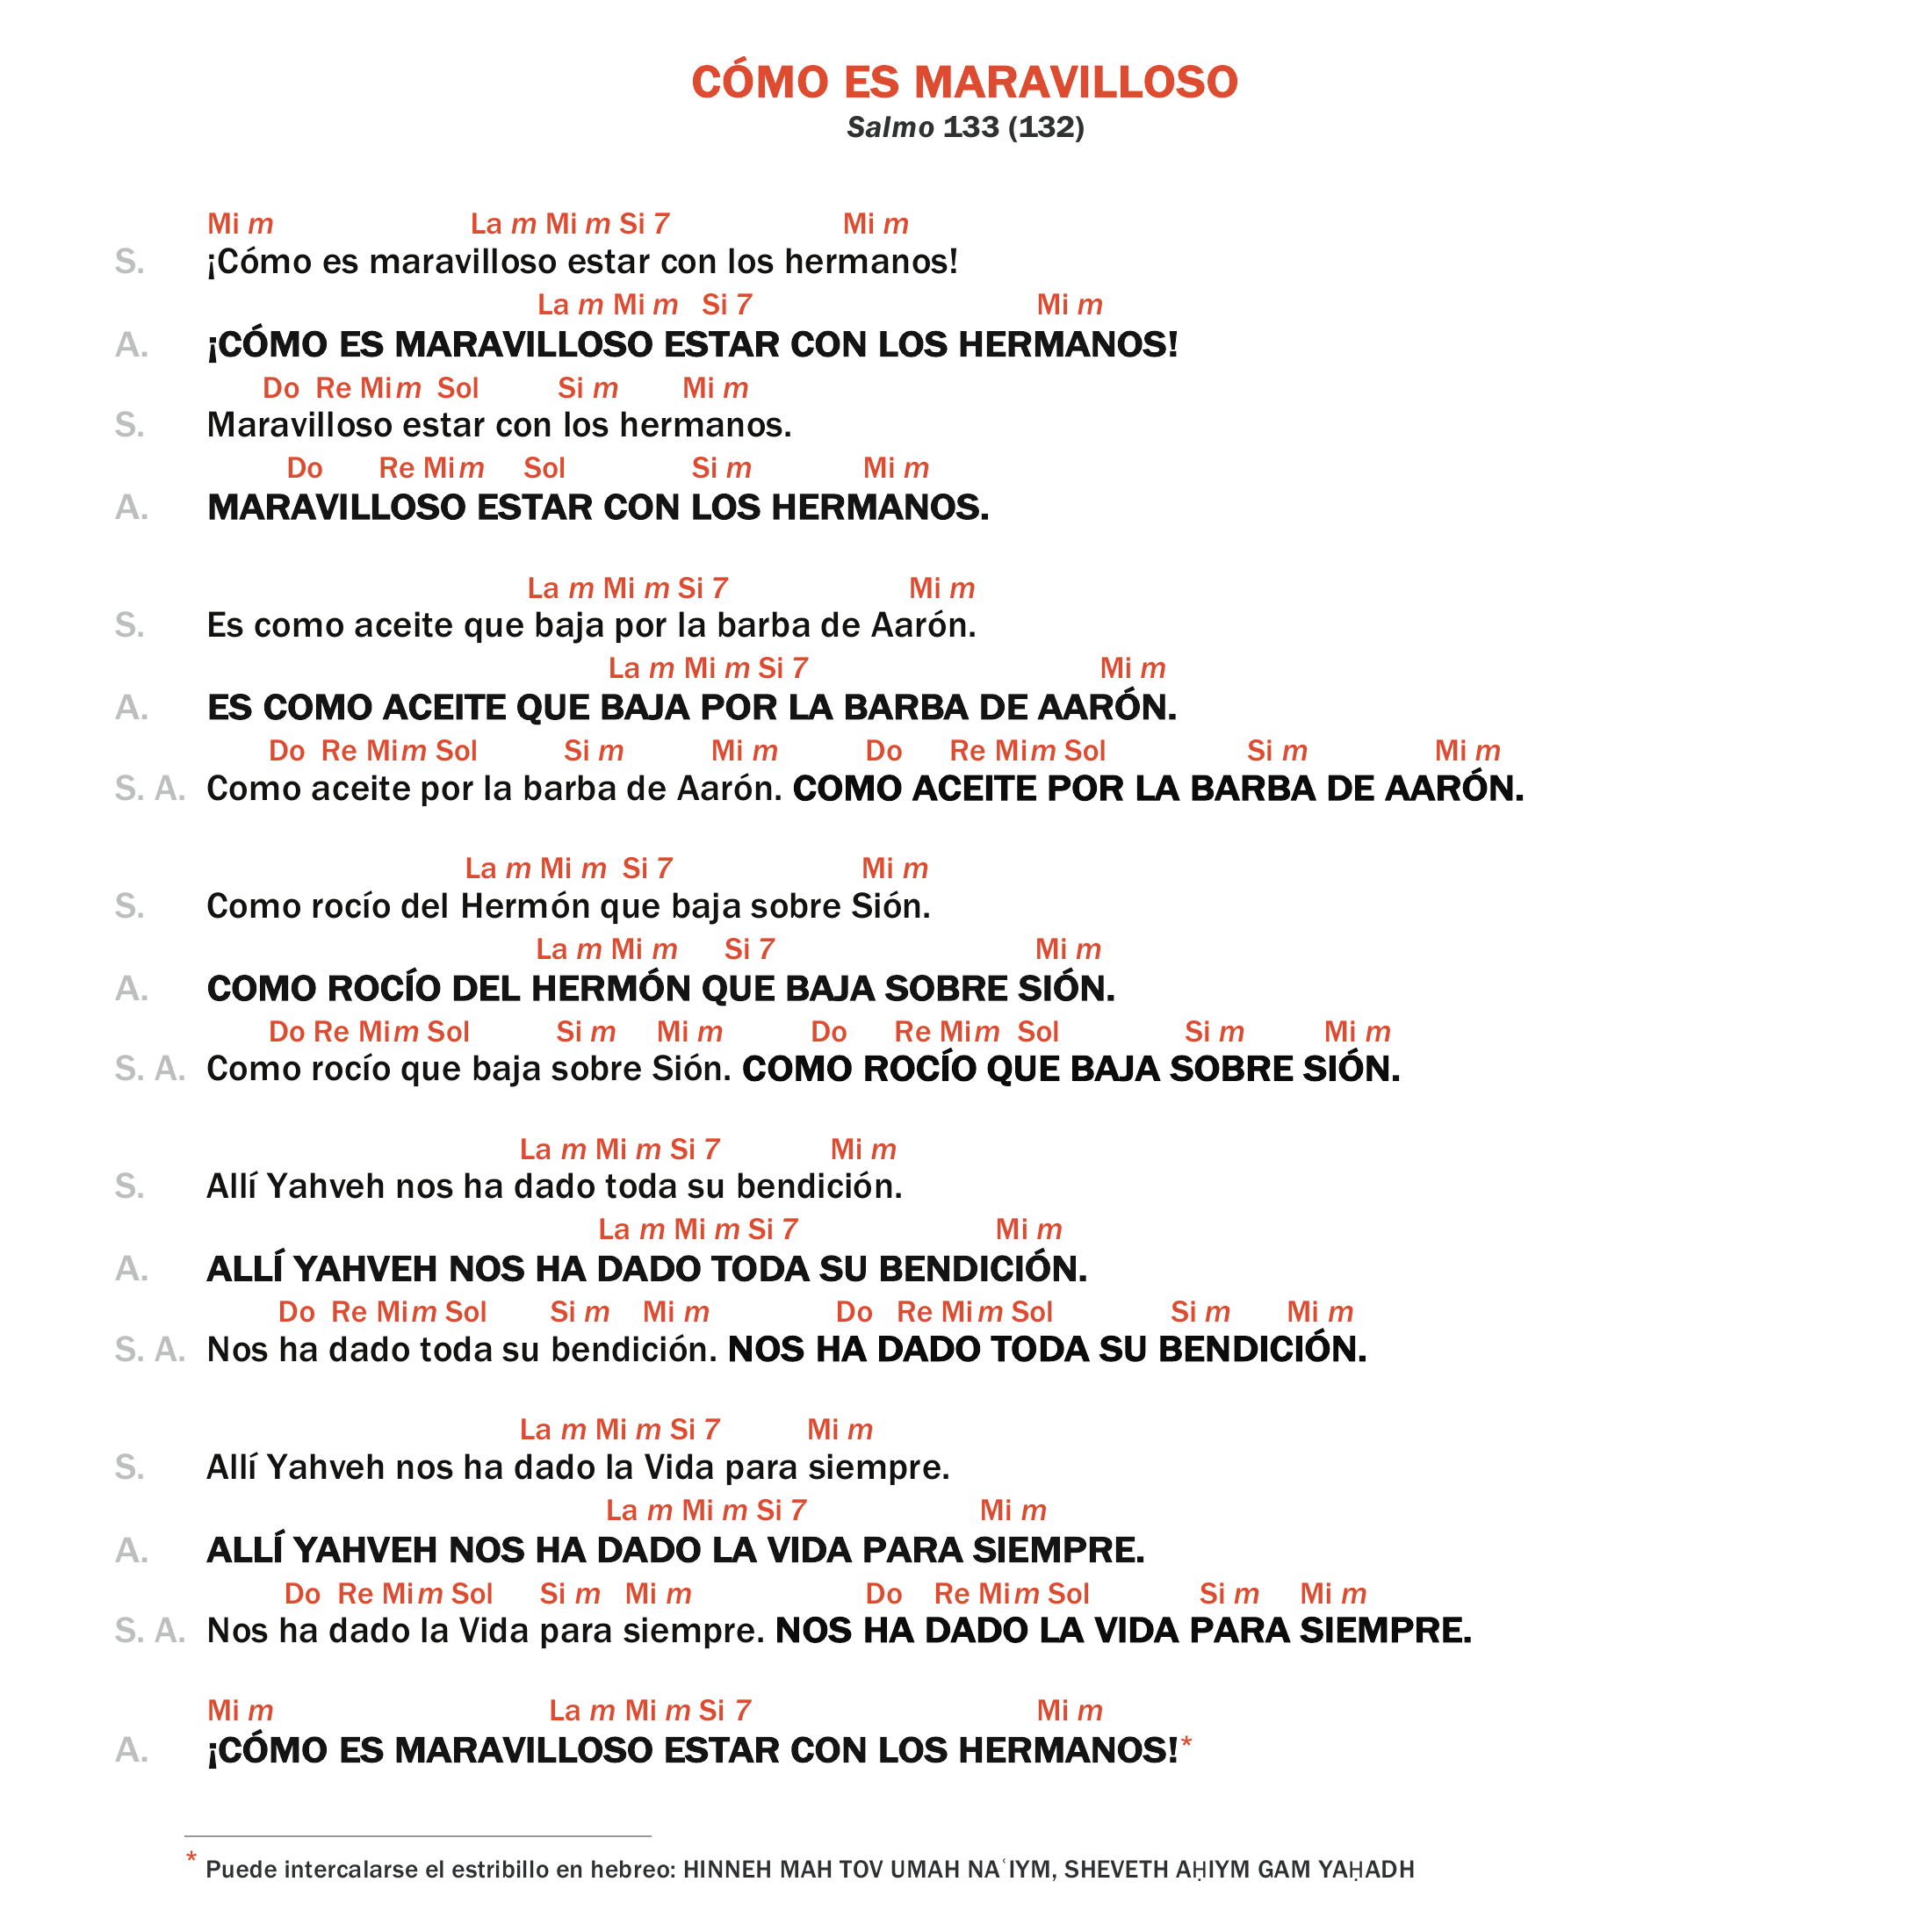 CÓMO ES MARAVILLOSO
Salmo 133 (132)
Mi m La m Mi m Si 7 Mi m
S. ¡Cómo es maravilloso estar con los hermanos!
La m Mi m Si 7 Mi m
A. ¡CÓMO ES MARAVILLOSO ESTAR CON LOS HERMANOS!
Do Re Mi m Sol Si m Mi m
S. Maravilloso estar con los hermanos.
Do Re Mi m Sol Si m Mi m
A. MARAVILLOSO ESTAR CON LOS HERMANOS.
La m Mi m Si 7 Mi m
S. Es como aceite que baja por la barba de Aarón.
La m Mi m Si 7 Mi m
A. ES COMO ACEITE QUE BAJA POR LA BARBA DE AARÓN.
Do Re Mi m Sol Si m Mi m Do Re Mi m Sol Si m Mi m
S. A. Como aceite por la barba de Aarón. COMO ACEITE POR LA BARBA DE AARÓN.
La m Mi m Si 7 Mi m
S. Como rocío del Hermón que baja sobre Sión.
La m Mi m Si 7 Mi m
A. COMO ROCÍO DEL HERMÓN QUE BAJA SOBRE SIÓN.
Do Re Mi m Sol Si m Mi m Do Re Mi m Sol Si m Mi m
S. A. Como rocío que baja sobre Sión. COMO ROCÍO QUE BAJA SOBRE SIÓN.
La m Mi m Si 7 Mi m
S. Allí Yahveh nos ha dado toda su bendición.
La m Mi m Si 7 Mi m
A. ALLÍ YAHVEH NOS HA DADO TODA SU BENDICIÓN.
Do Re Mi m Sol Si m Mi m Do Re Mi m Sol Si m Mi m
S. A. Nos ha dado toda su bendición. NOS HA DADO TODA SU BENDICIÓN.
La m Mi m Si 7 Mi m
S. Allí Yahveh nos ha dado la Vida para siempre.
La m Mi m Si 7 Mi m
A. ALLÍ YAHVEH NOS HA DADO LA VIDA PARA SIEMPRE.
Do Re Mi m Sol Si m Mi m Do Re Mi m Sol Si m Mi m
S. A. Nos ha dado la Vida para siempre. NOS HA DADO LA VIDA PARA SIEMPRE.
Mi m La m Mi m Si 7 Mi m
A. ¡CÓMO ES MARAVILLOSO ESTAR CON LOS HERMANOS!*
* Puede intercalarse el estribillo en hebreo: HINNEH MAH TOV UMAH NAʿIYM, SHEVETH AḤIYM GAM YAḤADH